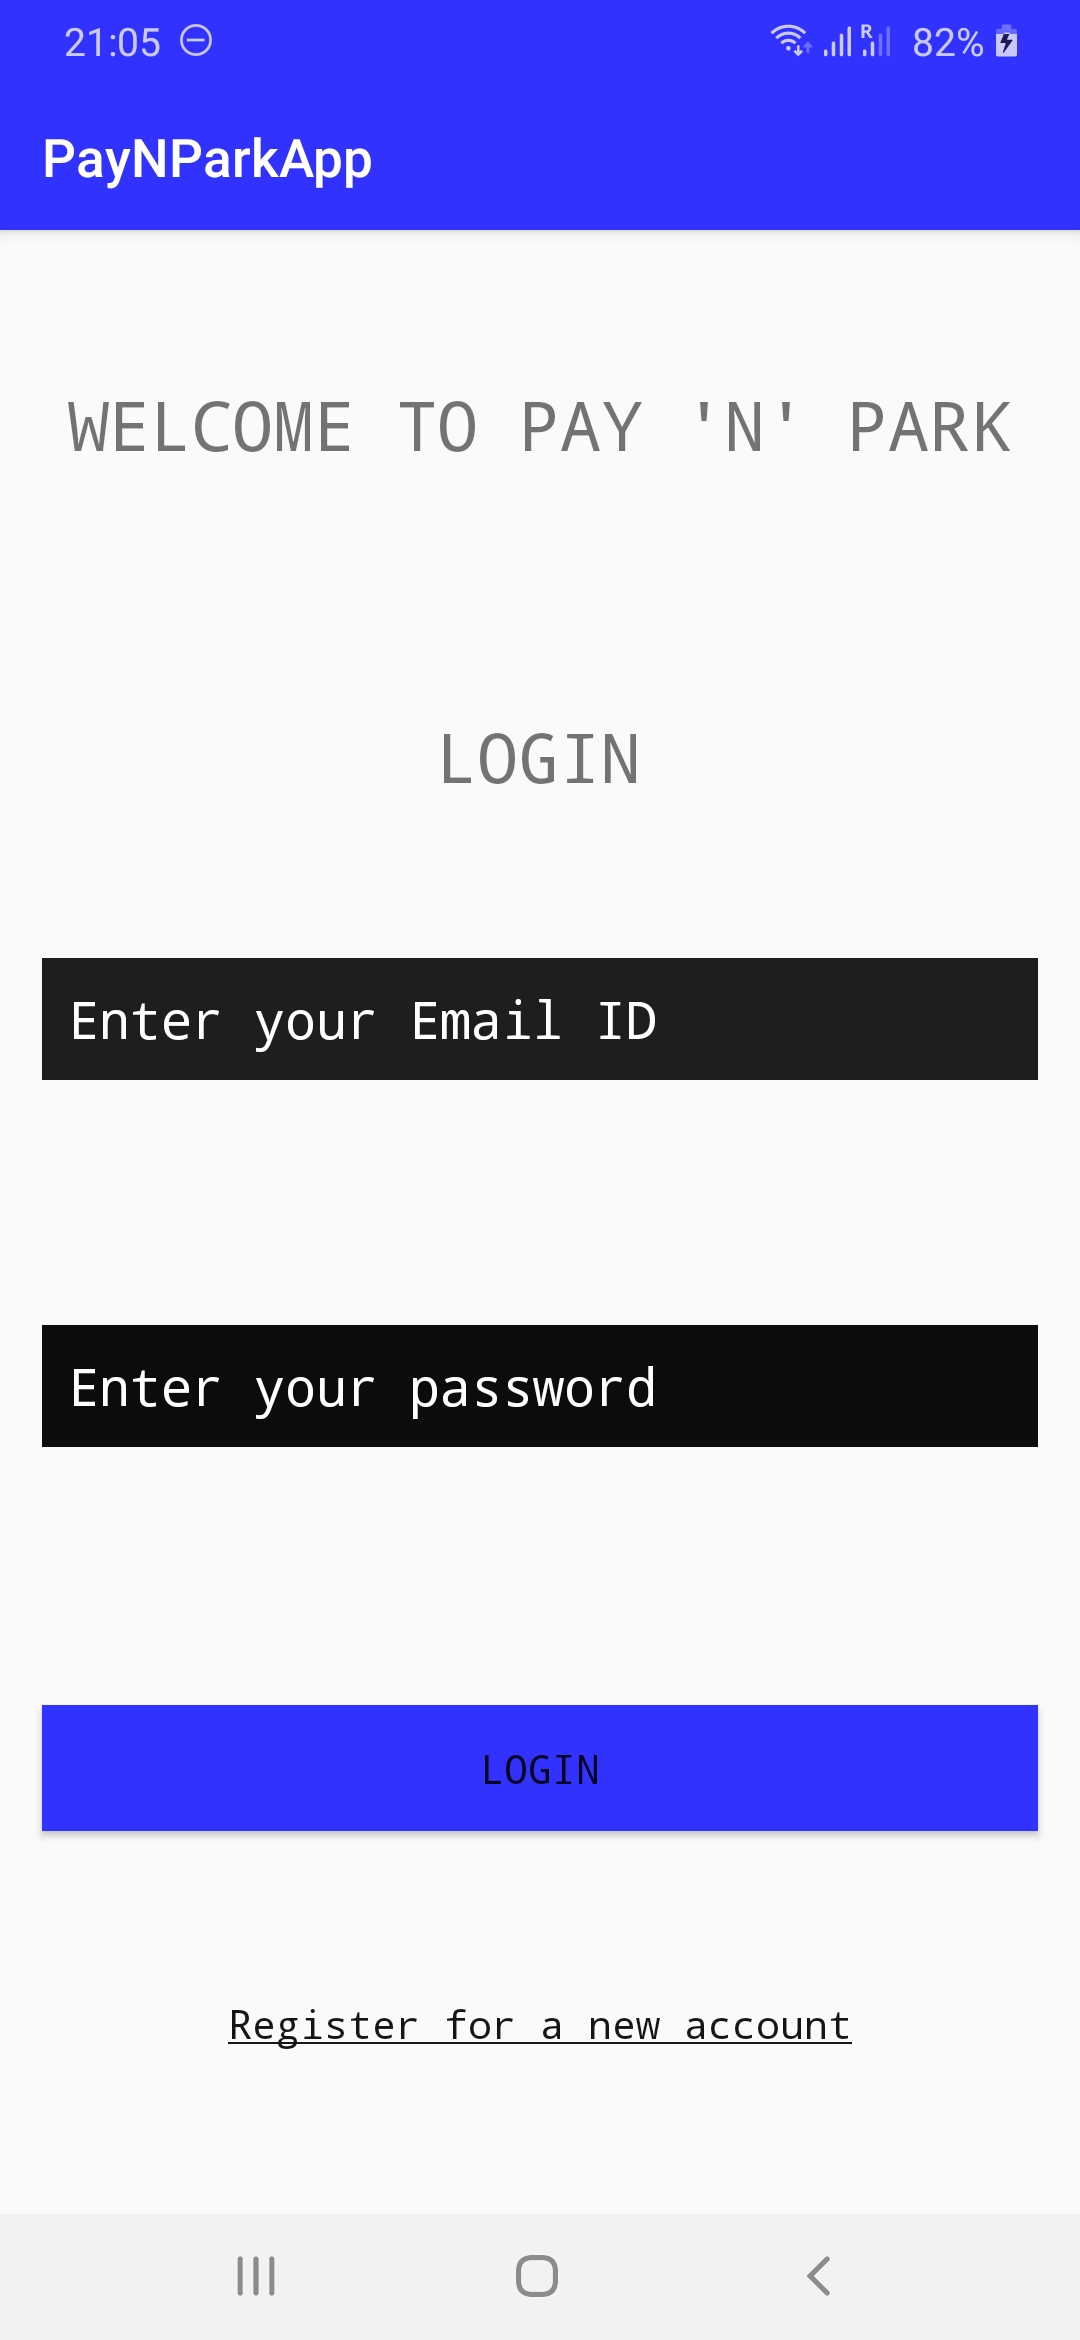 21:05 R 82%
PayNParkApp
WELCOME TO PAY 'N' PARK
LOGIN
Enter your Email ID
Enter your password
LOGIN
Register for a new account